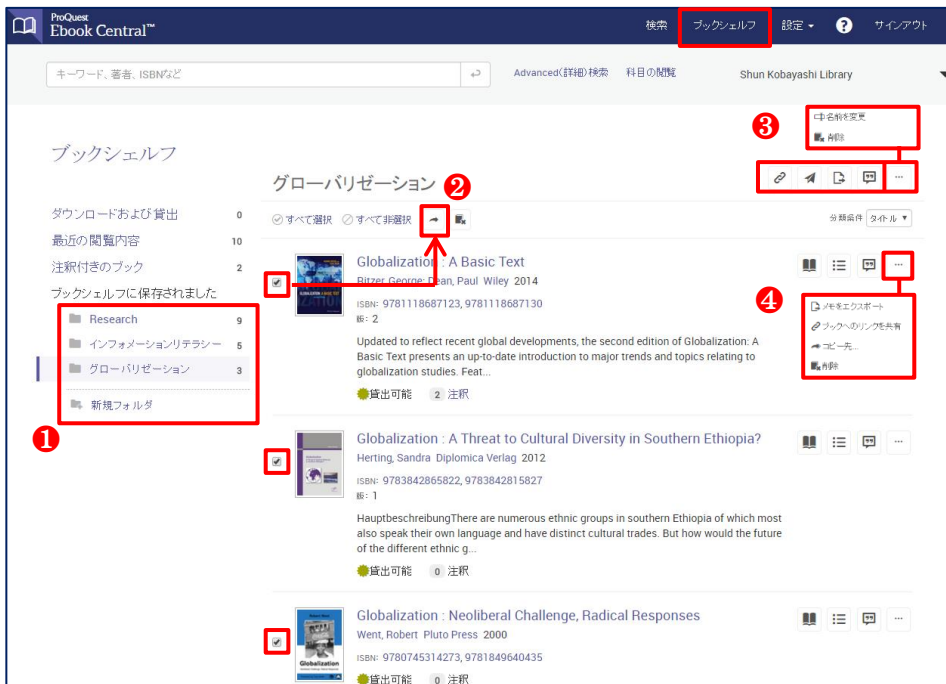 ProQuest
Ebook Central™
検索 ブックシェルフ 設定 ? サインアウト
キーワード、著者、ISBNなど
Advanced(詳細)検索 科目の閲覧 Shun Kobayashi Library
❸
名前を変更
削除
ブックシェルフ
グローバリゼーション ❷
ダウンロードおよび貸出 0
最近の閲覧内容 10
注釈付きのブック 2
ブックシェルフに保存されました
Research 9
インフォメーションリテラシー 5
グローバリゼーション 3
新規フォルダ
❶
すべて選択 すべて非選択
分類条件 タイトル
Globalization : A Basic Text
Ritzer, George; Dean, Paul Wiley 2014
ISBN: 9781118687123, 9781118687130
版: 2
Updated to reflect recent global developments, the second edition of Globalization: A
Basic Text presents an up-to-date introduction to major trends and topics relating to
globalization studies. Feat...
貸出可能 2 注釈
❹
メモをエクスポート
ブックへのリンクを共有
コピー先...
削除
Globalization : A Threat to Cultural Diversity in Southern Ethiopia?
Herting, Sandra Diplomica Verlag 2012
ISBN: 9783842865822, 9783842815827
版: 1
HauptbeschreibungThere are numerous ethnic groups in southern Ethiopia of which most
also speak their own language and have distinct cultural trades. But how would the future
of the different ethnic g...
貸出可能 0 注釈
Globalization : Neoliberal Challenge, Radical Responses
Went, Robert Pluto Press 2000
ISBN: 9780745314273, 9781849640435
貸出可能 0 注釈
Globalization